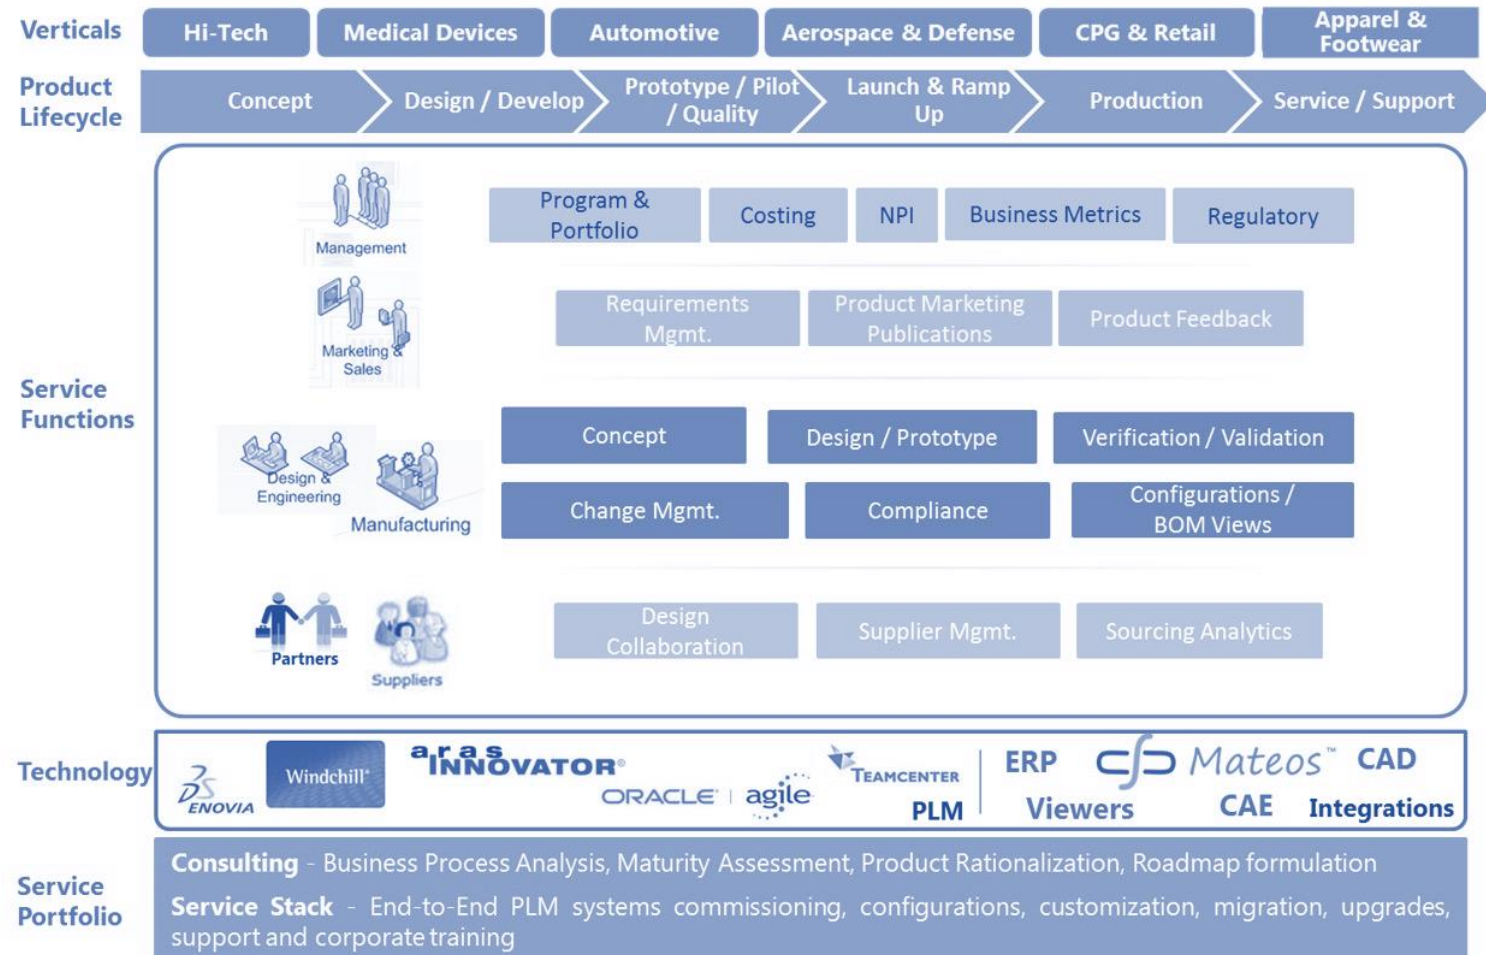 Verticals
Hi-Tech
Medical Devices
Automotive
Aerospace & Defense
CPG & Retail
Apparel &
Footwear
Product
Lifecycle
Concept
Design / Develop
Prototype / Pilot
/ Quality
Launch & Ramp
Up
Production
Service / Support
Service
Functions
Management
Program &
Portfolio
Costing
NPI
Business Metrics
Regulatory
Marketing &
Sales
Requirements
Mgmt.
Product Marketing
Publications
Product Feedback
Design &
Engineering
Manufacturing
Concept
Design / Prototype
Verification / Validation
Change Mgmt.
Compliance
Configurations /
BOM Views
Partners
Suppliers
Design
Collaboration
Supplier Mgmt.
Sourcing Analytics
Technology
ENOVIA
Windchill®
aras
INNOVATOR®
ORACLE® | agile
TEAMCENTER
PLM
ERP
Mateos™
CAD
Viewers
CAE
Integrations
Service
Portfolio
Consulting - Business Process Analysis, Maturity Assessment, Product Rationalization, Roadmap formulation
Service Stack - End-to-End PLM systems commissioning, configurations, customization, migration, upgrades,
support and corporate training